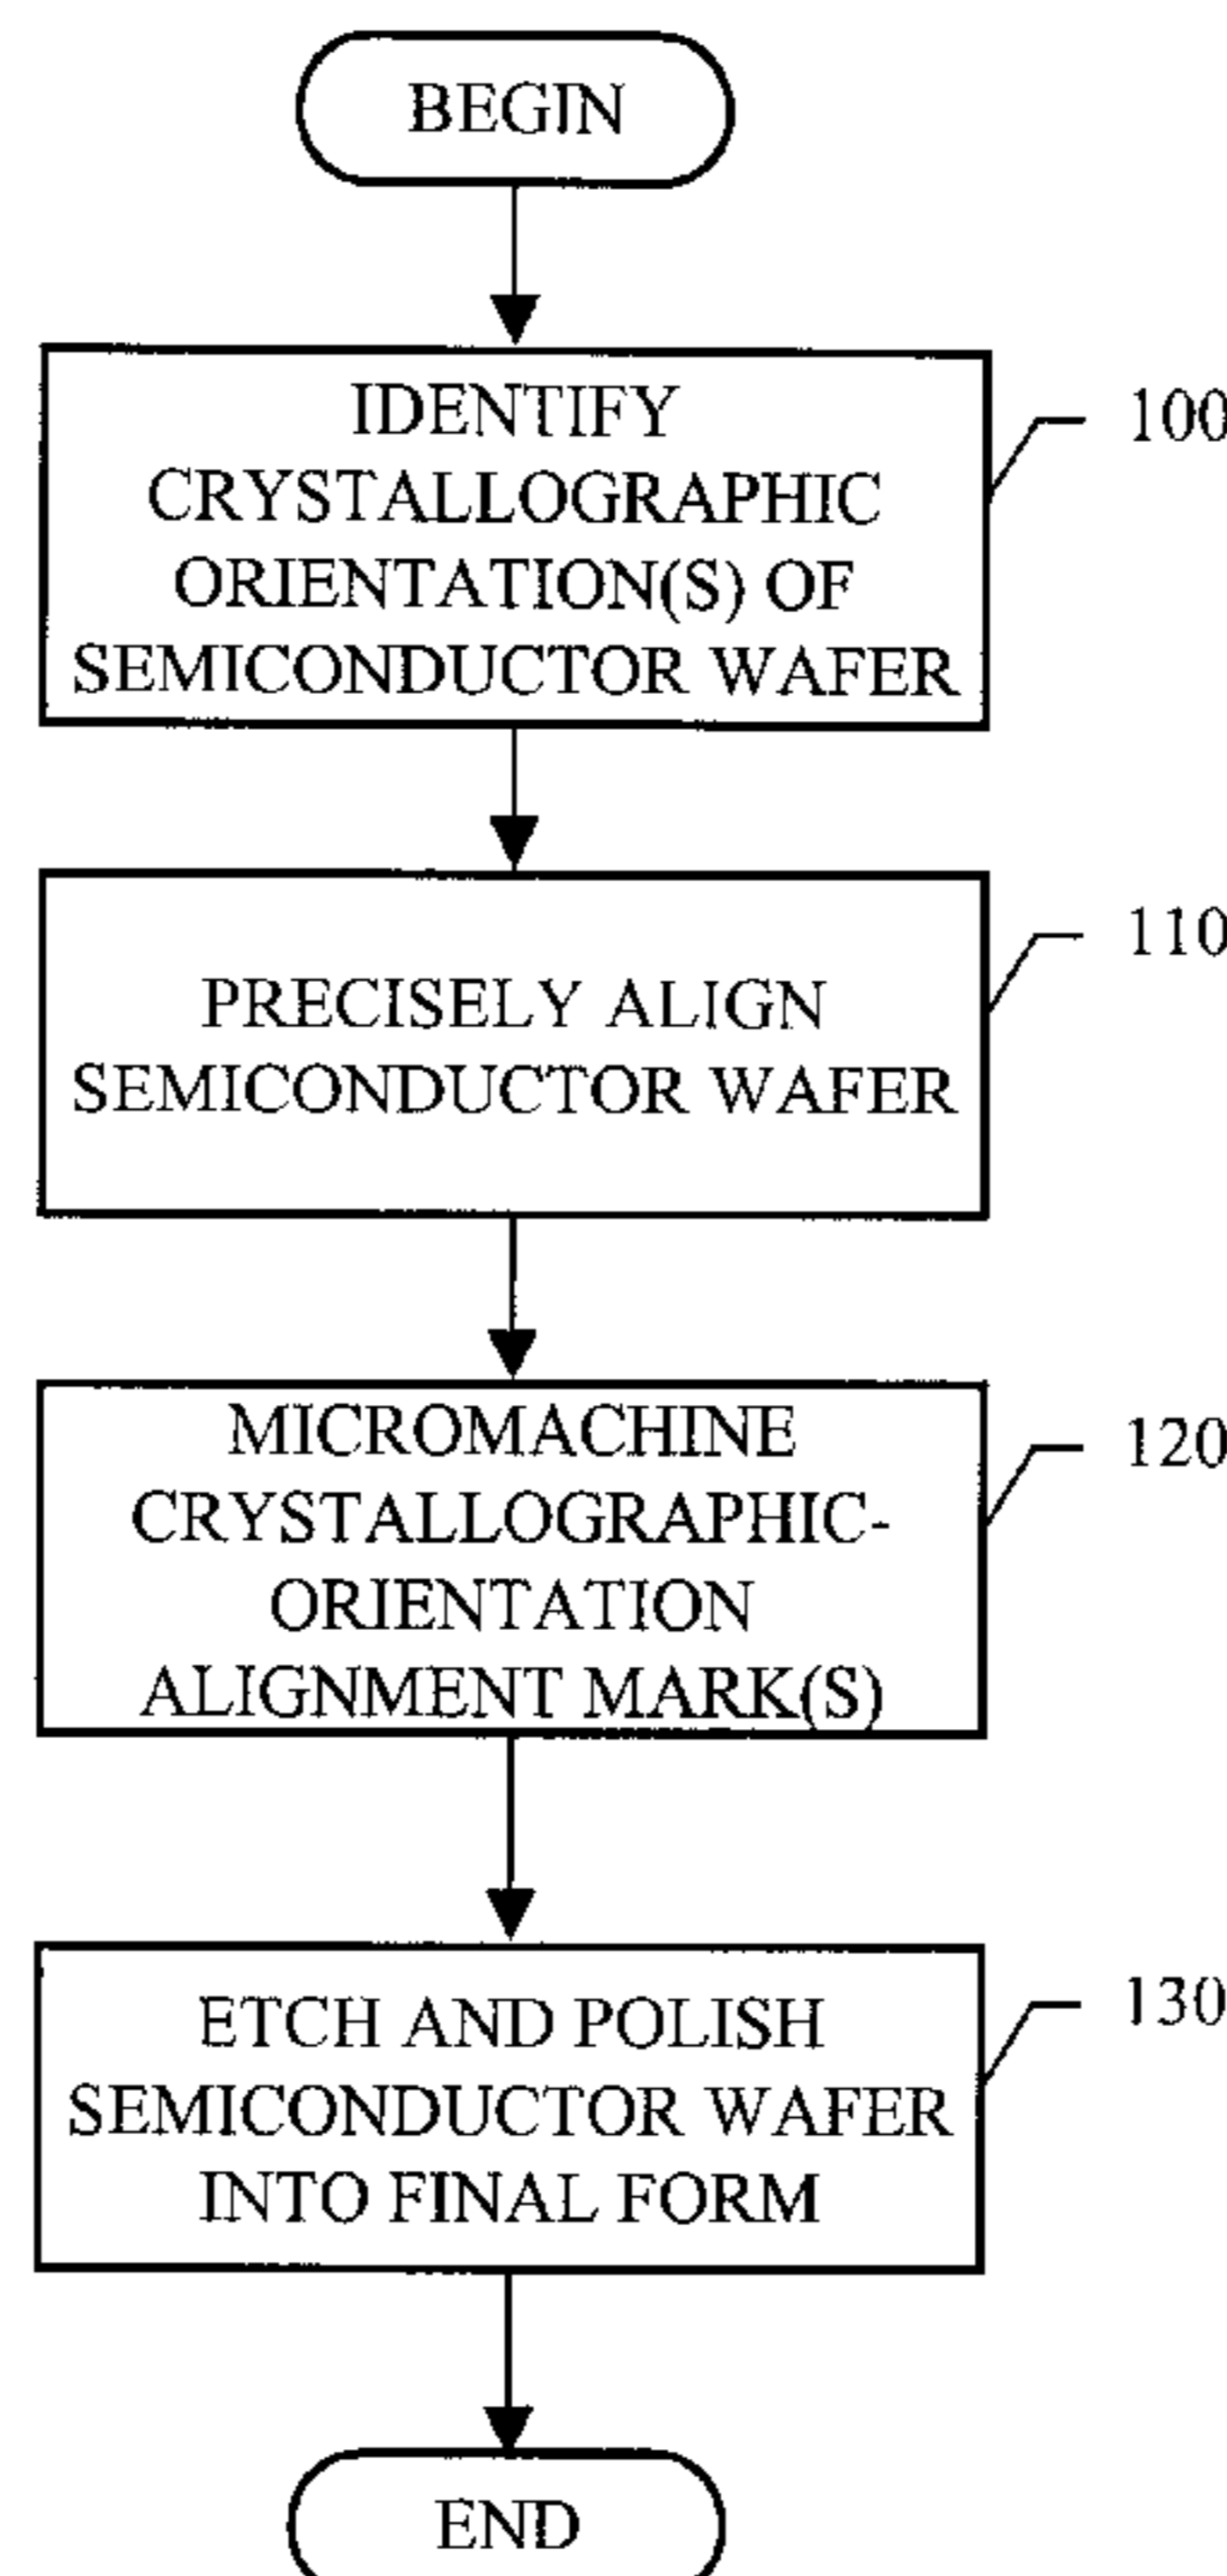 BEGIN
IDENTIFY
CRYSTALLOGRAPHIC
ORIENTATION(S) OF
SEMICONDUCTOR WAFER
100
PRECISELY ALIGN
SEMICONDUCTOR WAFER
110
MICROMACHINE
CRYSTALLOGRAPHIC-
ORIENTATION
ALIGNMENT MARK(S)
120
ETCH AND POLISH
SEMICONDUCTOR WAFER
INTO FINAL FORM
130
END